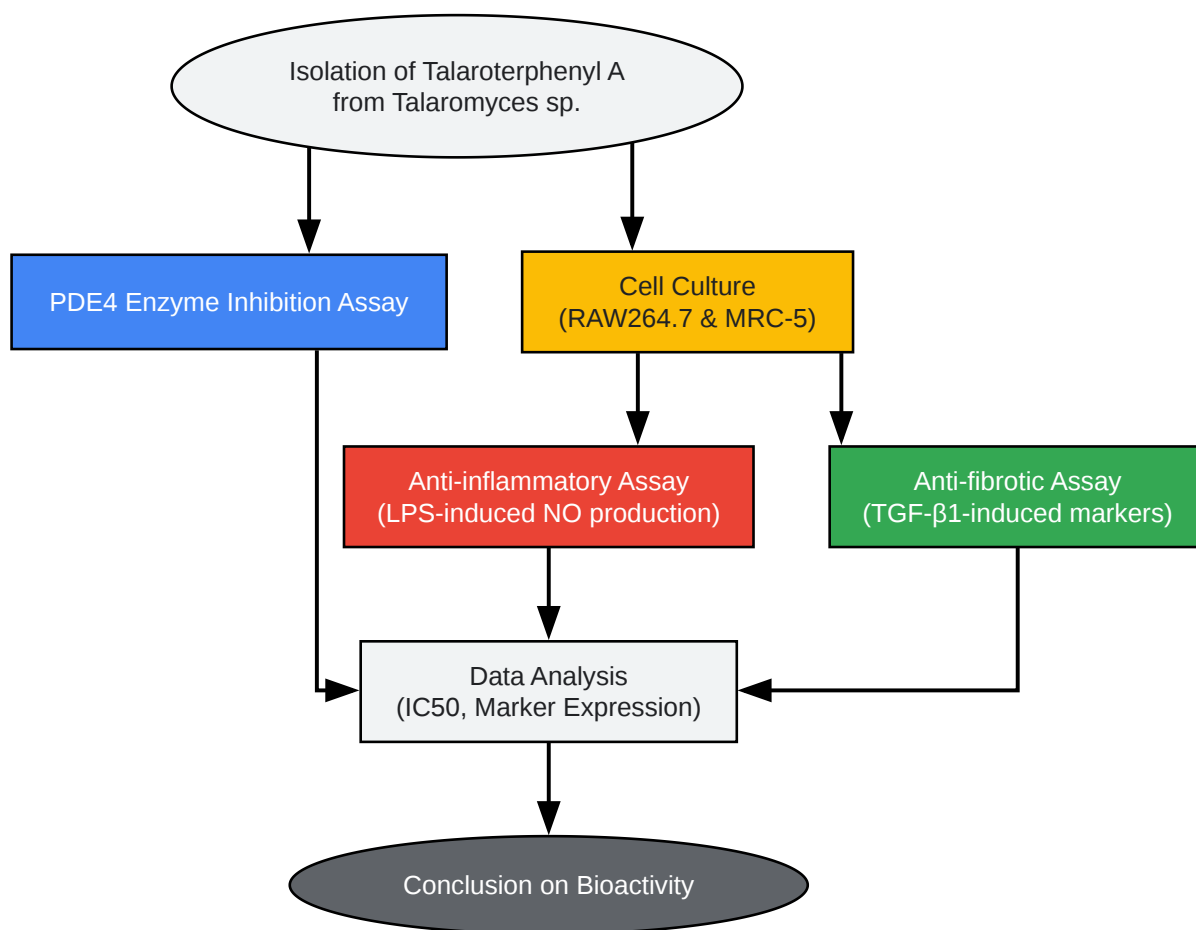 Isolation of Talaroterphenyl A
from Talaromyces sp.
PDE4 Enzyme Inhibition Assay
Cell Culture
(RAW264.7 & MRC-5)
Anti-inflammatory Assay
(LPS-induced NO production)
Anti-fibrotic Assay
(TGF-β1-induced markers)
Data Analysis
(IC50, Marker Expression)
Conclusion on Bioactivity